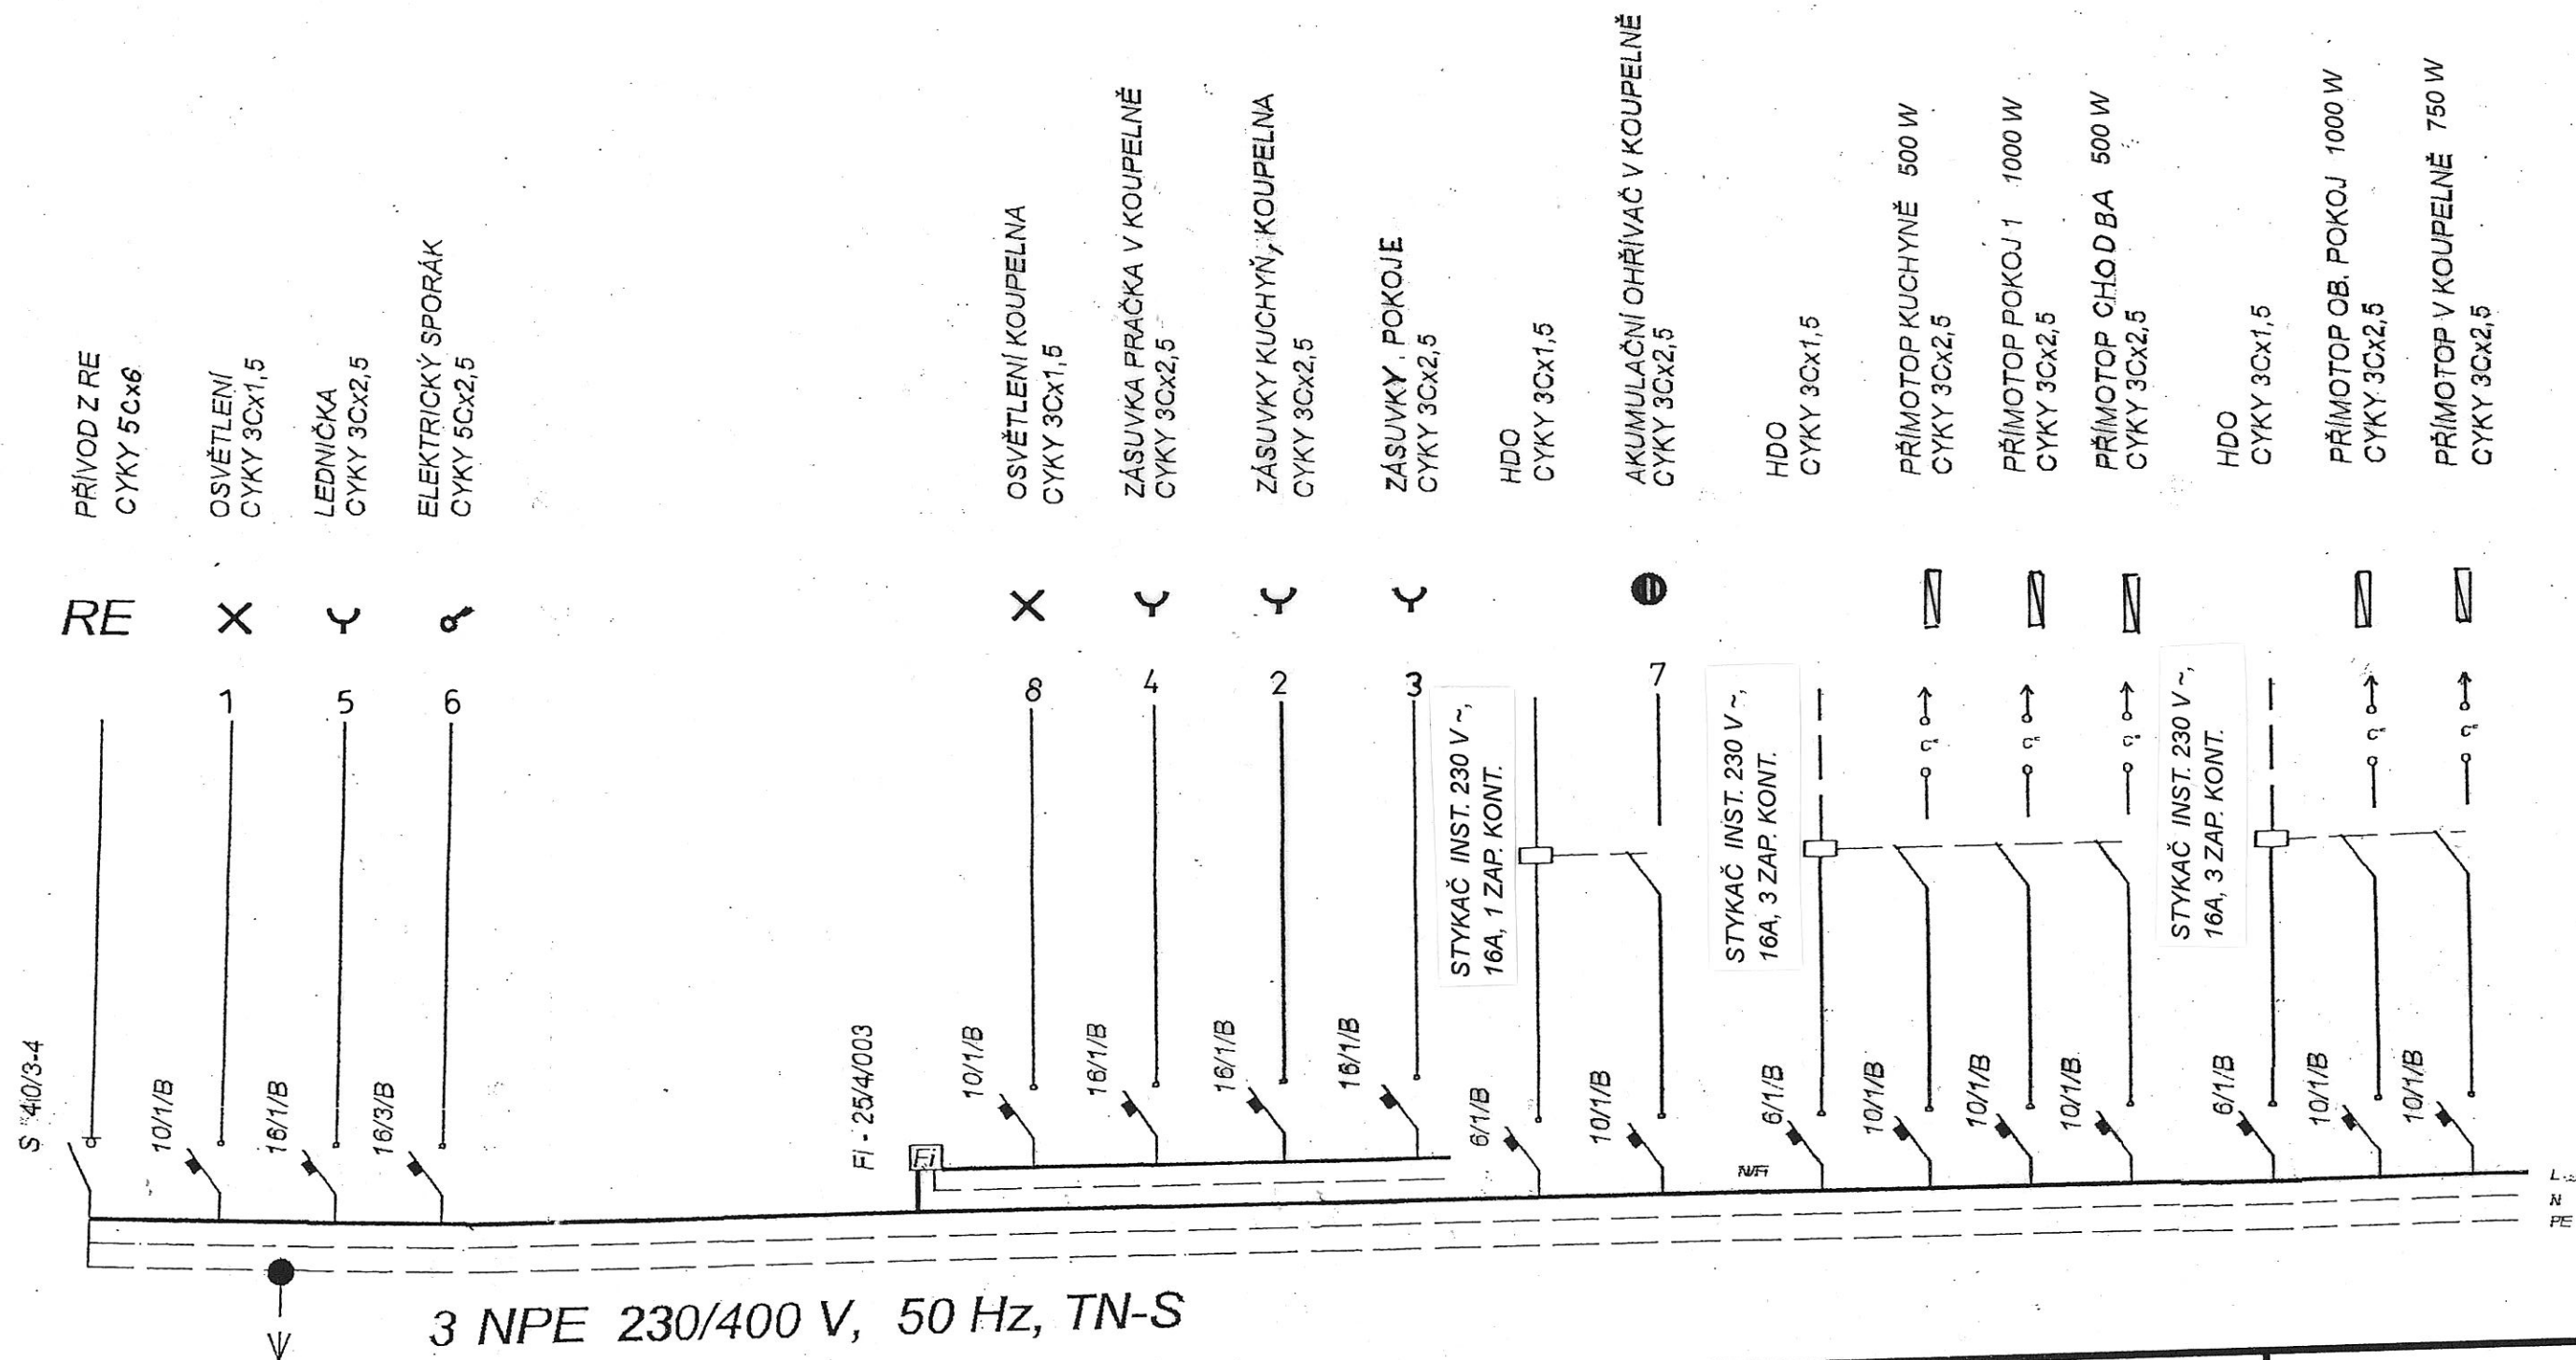 PŘÍVOD Z RE
CYKY 5Cx6
OSVĚTLENÍ
CYKY 3Cx1,5
LEDNIČKA
CYKY 3Cx2,5
ELEKTRICKÝ SPORÁK
CYKY 5Cx2,5
OSVĚTLENÍ KOUPELNA
CYKY 3Cx1,5
ZÁSUVKA PRAČKA V KOUPELNĚ
CYKY 3Cx2,5
ZÁSUVKY KUCHYŇ, KOUPELNA
CYKY 3Cx2,5
ZÁSUVKY. POKOJE
CYKY 3Cx2,5
HDO
CYKY 3Cx1,5
AKUMULAČNÍ OHŘÍVAČ V KOUPELNĚ
CYKY 3Cx2,5
HDO
CYKY 3Cx1,5
PŘÍMOTOP KUCHYNĚ 500 W
CYKY 3Cx2,5
PŘÍMOTOP POKOJ 1 1000 W
CYKY 3Cx2,5
PŘÍMOTOP CHODBA 500 W
CYKY 3Cx2,5
HDO
CYKY 3Cx1,5
PŘÍMOTOP OB. POKOJ 1000 W
CYKY 3Cx2,5
PŘÍMOTOP V KOUPELNĚ 750 W
CYKY 3Cx2,5
RE
1
5
6
8
4
2
3
7
STYKAČ INST. 230 V ~,
16A, 1 ZAP. KONT.
STYKAČ INST. 230 V ~,
16A, 3 ZAP. KONT.
STYKAČ INST. 230 V ~,
16A, 3 ZAP. KONT.
S 40/3-4
10/1/B
16/1/B
16/3/B
FI - 25/4/003
Fi
10/1/B
16/1/B
16/1/B
16/1/B
6/1/B
10/1/B
6/1/B
10/1/B
10/1/B
10/1/B
6/1/B
10/1/B
10/1/B
N
PE
3 NPE 230/400 V, 50 Hz, TN-S